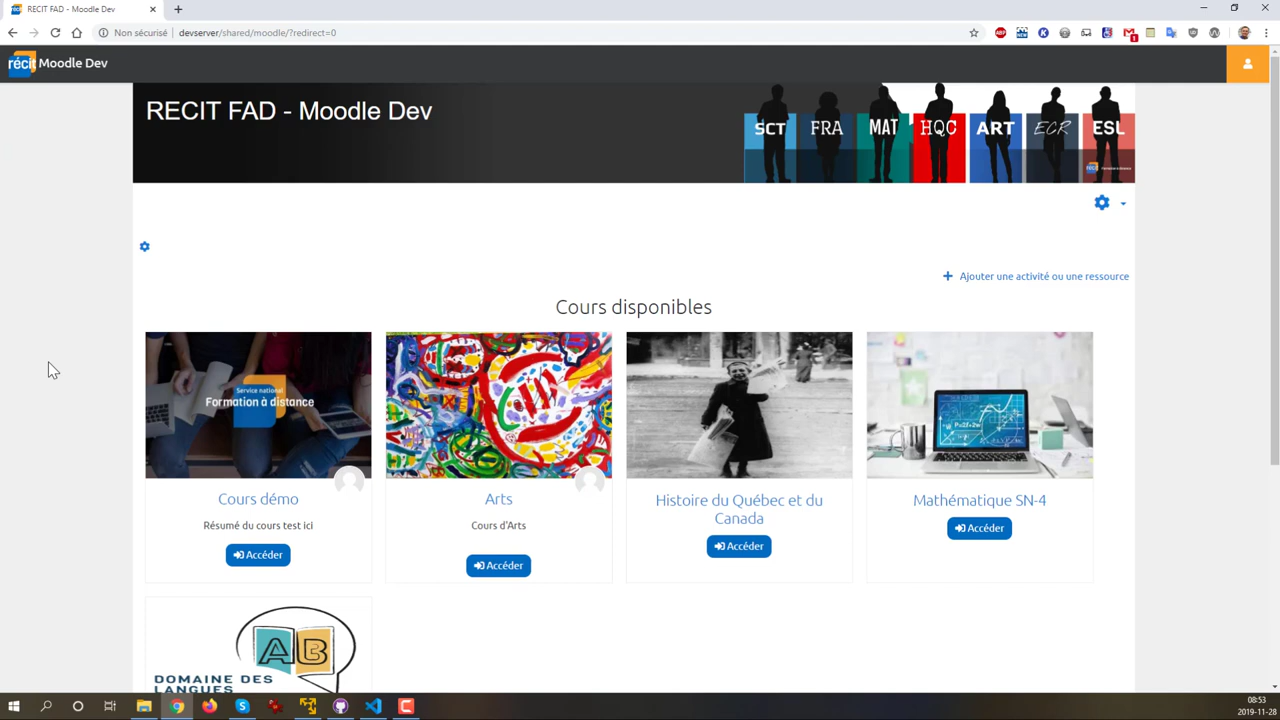 RECIT FAD - Moodle Dev
Non sécurisé devserver/shared/moodle/?redirect=0
récit Moodle Dev
RECIT FAD - Moodle Dev
SCT FRA MAT HQC ART ECR ESL
Ajouter une activité ou une ressource
Cours disponibles
Service national
Formation à distance
Cours démo
Résumé du cours test ici
Accéder
Arts
Cours d'Arts
Accéder
Histoire du Québec et du
Canada
Accéder
Mathématique SN-4
Accéder
AB
DOMAINE DES
LANGUES
08:53
2019-11-28